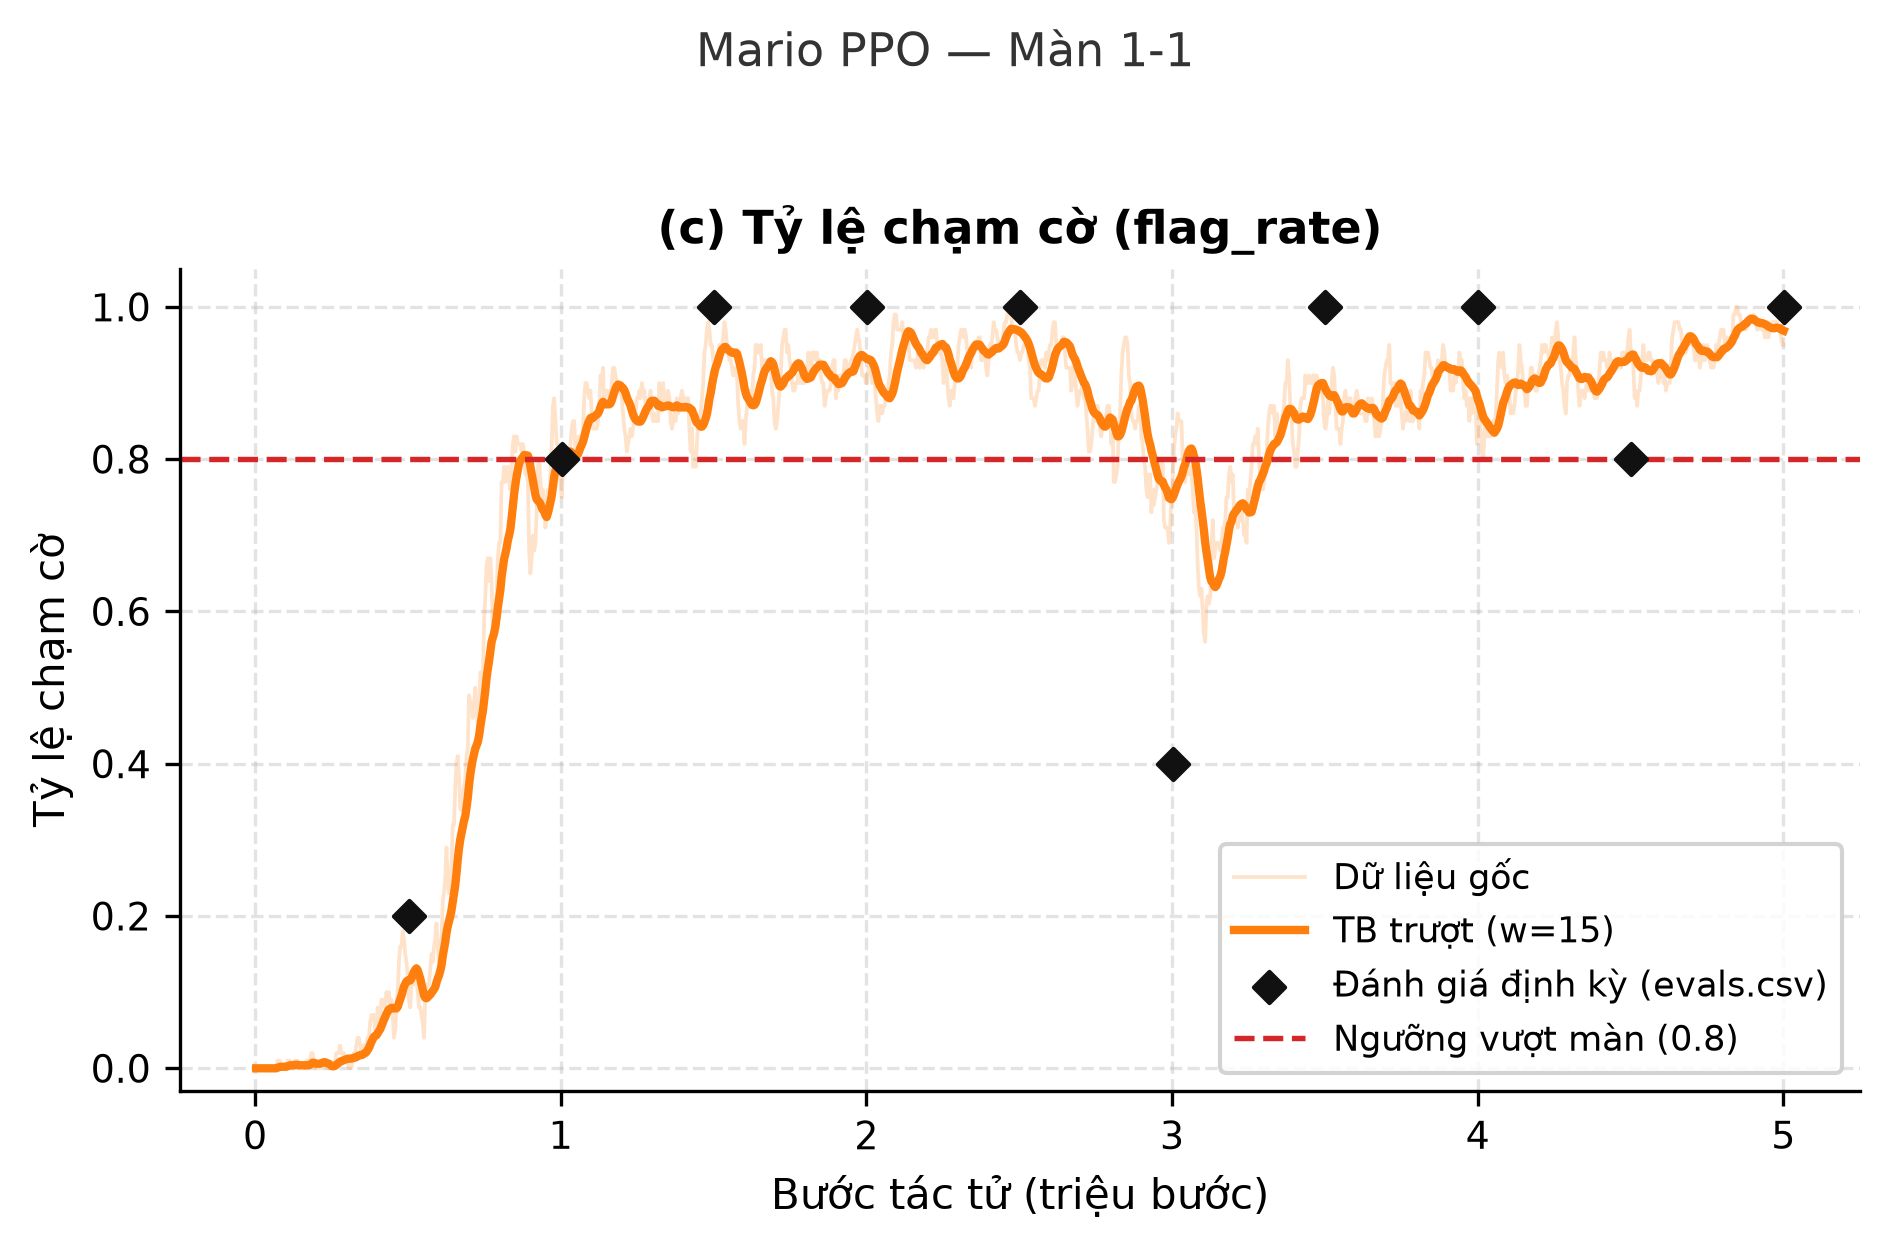 Mario PPO — Màn 1-1
(c) Tỷ lệ chạm cờ (flag_rate)
Tỷ lệ chạm cờ
1.0
0.8
0.6
0.4
0.2
0.0
Dữ liệu gốc
TB trượt (w=15)
Đánh giá định kỳ (evals.csv)
Ngưỡng vượt màn (0.8)
0 1 2 3 4 5
Bước tác tử (triệu bước)